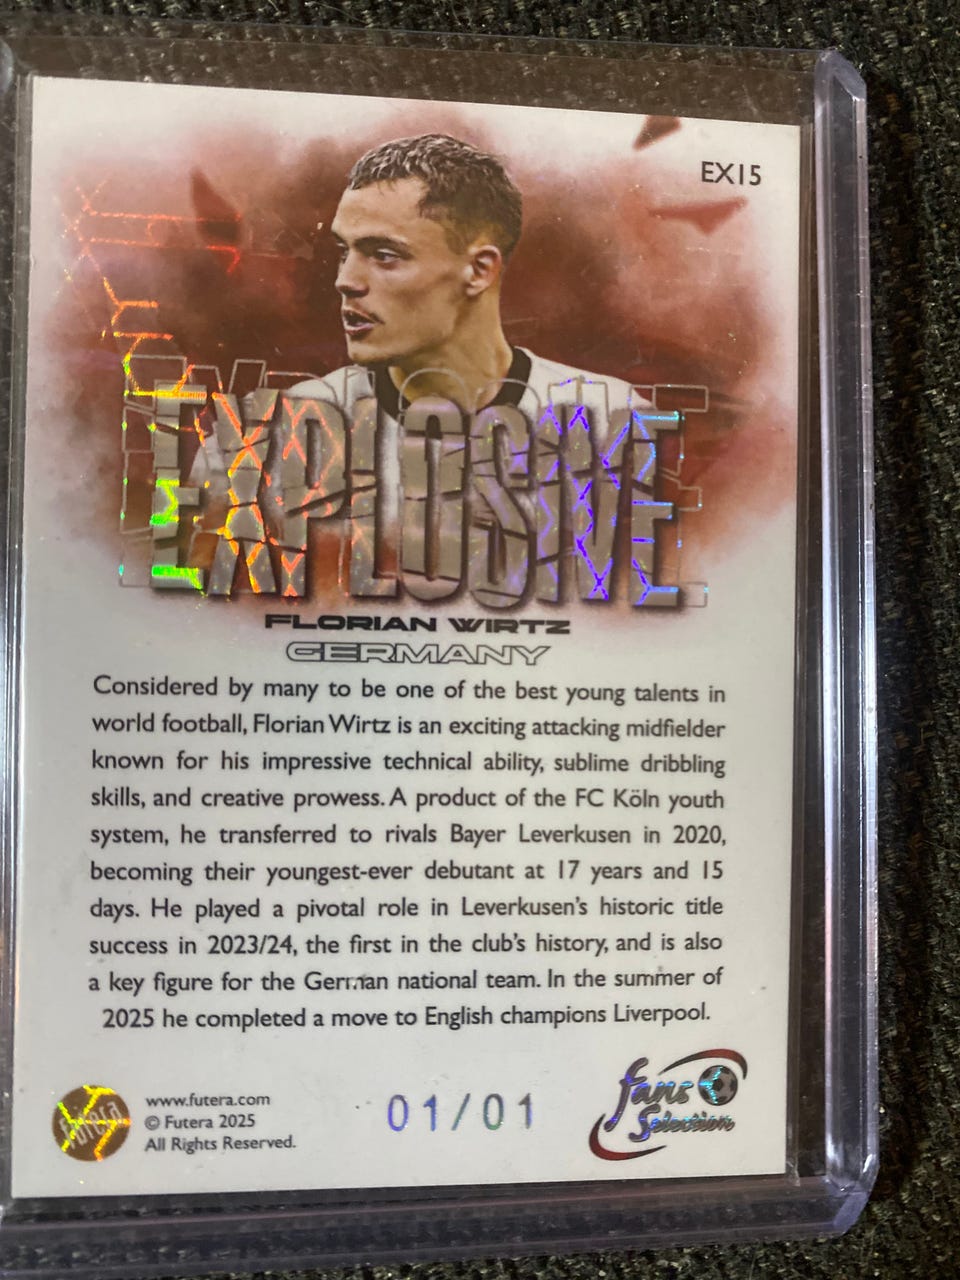 EX15
EXPLOSIVE
FLORIAN WIRTZ
GERMANY
Considered by many to be one of the best young talents in
world football, Florian Wirtz is an exciting attacking midfielder
known for his impressive technical ability, sublime dribbling
skills, and creative prowess. A product of the FC Köln youth
system, he transferred to rivals Bayer Leverkusen in 2020,
becoming their youngest-ever debutant at 17 years and 15
days. He played a pivotal role in Leverkusen's historic title
success in 2023/24, the first in the club's history, and is also
a key figure for the German national team. In the summer of
2025 he completed a move to English champions Liverpool.
futera
www.futera.com
© Futera 2025
All Rights Reserved.
01/01
fans
Selection